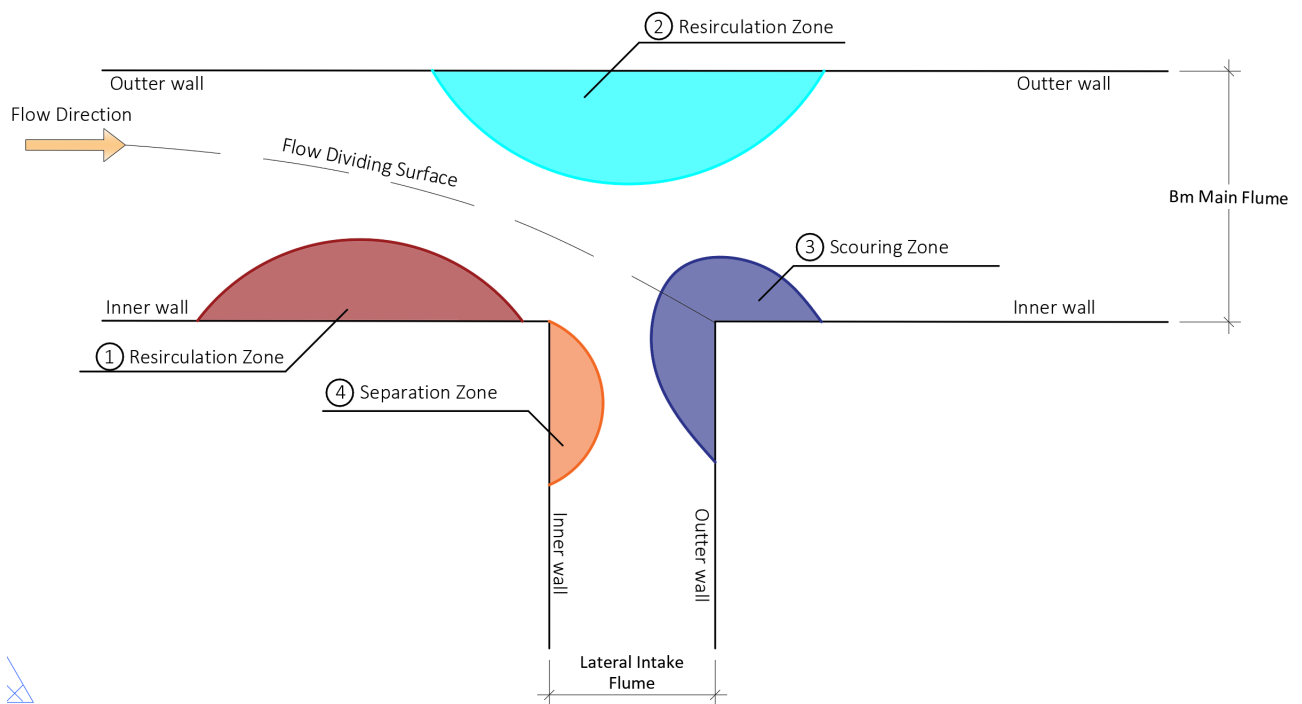 2 Resirculation Zone
Outter wall
Outter wall
Flow Direction
Flow Dividing Surface
Bm Main Flume
3 Scouring Zone
Inner wall
Inner wall
1 Resirculation Zone
4 Separation Zone
Inner wall
Outter wall
Lateral Intake
Flume